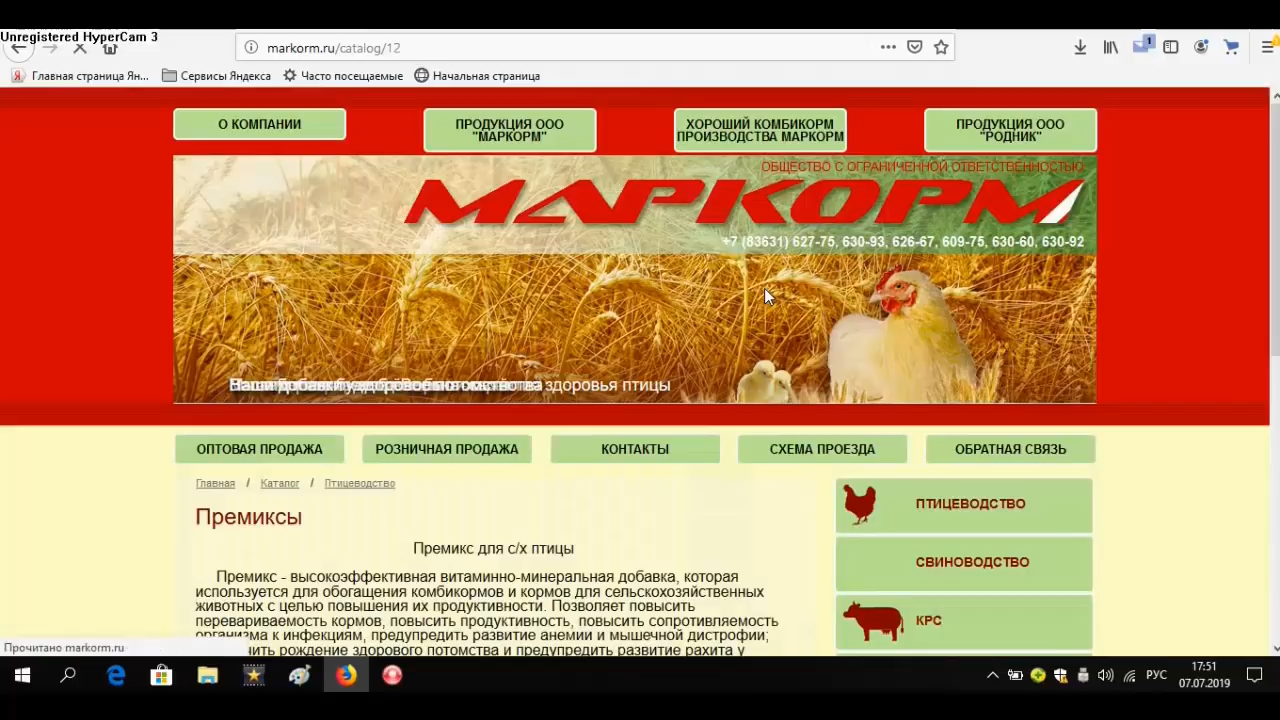 Unregistered HyperCam 3
markorm.ru/catalog/12
1
Главная страница Ян...
Сервисы Яндекса
Часто посещаемые
Начальная страница
О КОМПАНИИ
ПРОДУКЦИЯ ООО
"МАРКОРМ"
ХОРОШИЙ КОМБИКОРМ
ПРОИЗВОДСТВА МАРКОРМ
ПРОДУКЦИЯ ООО
"РОДНИК"
ОБЩЕСТВО С ОГРАНИЧЕННОЙ ОТВЕТСТВЕННОСТЬЮ
МАРКОРМ
+7 (83631) 627-75, 630-93, 626-67, 609-75, 630-60, 630-92
здоровья птицы
ОПТОВАЯ ПРОДАЖА
РОЗНИЧНАЯ ПРОДАЖА
КОНТАКТЫ
СХЕМА ПРОЕЗДА
ОБРАТНАЯ СВЯЗЬ
Главная / Каталог / Птицеводство
Премиксы
Премикс для с/х птицы
Премикс - высокоэффективная витаминно-минеральная добавка, которая
используется для обогащения комбикормов и кормов для сельскохозяйственных
животных с целью повышения их продуктивности. Позволяет повысить
перевариваемость кормов, повысить продуктивность, повысить сопротивляемость
организма к инфекциям, предупредить развитие анемии и мышечной дистрофии;
рождение здорового потомства и предупредить развитие рахита у
ПТИЦЕВОДСТВО
СВИНОВОДСТВО
КРС
Прочитано markorm.ru
РУС
17:51
07.07.2019